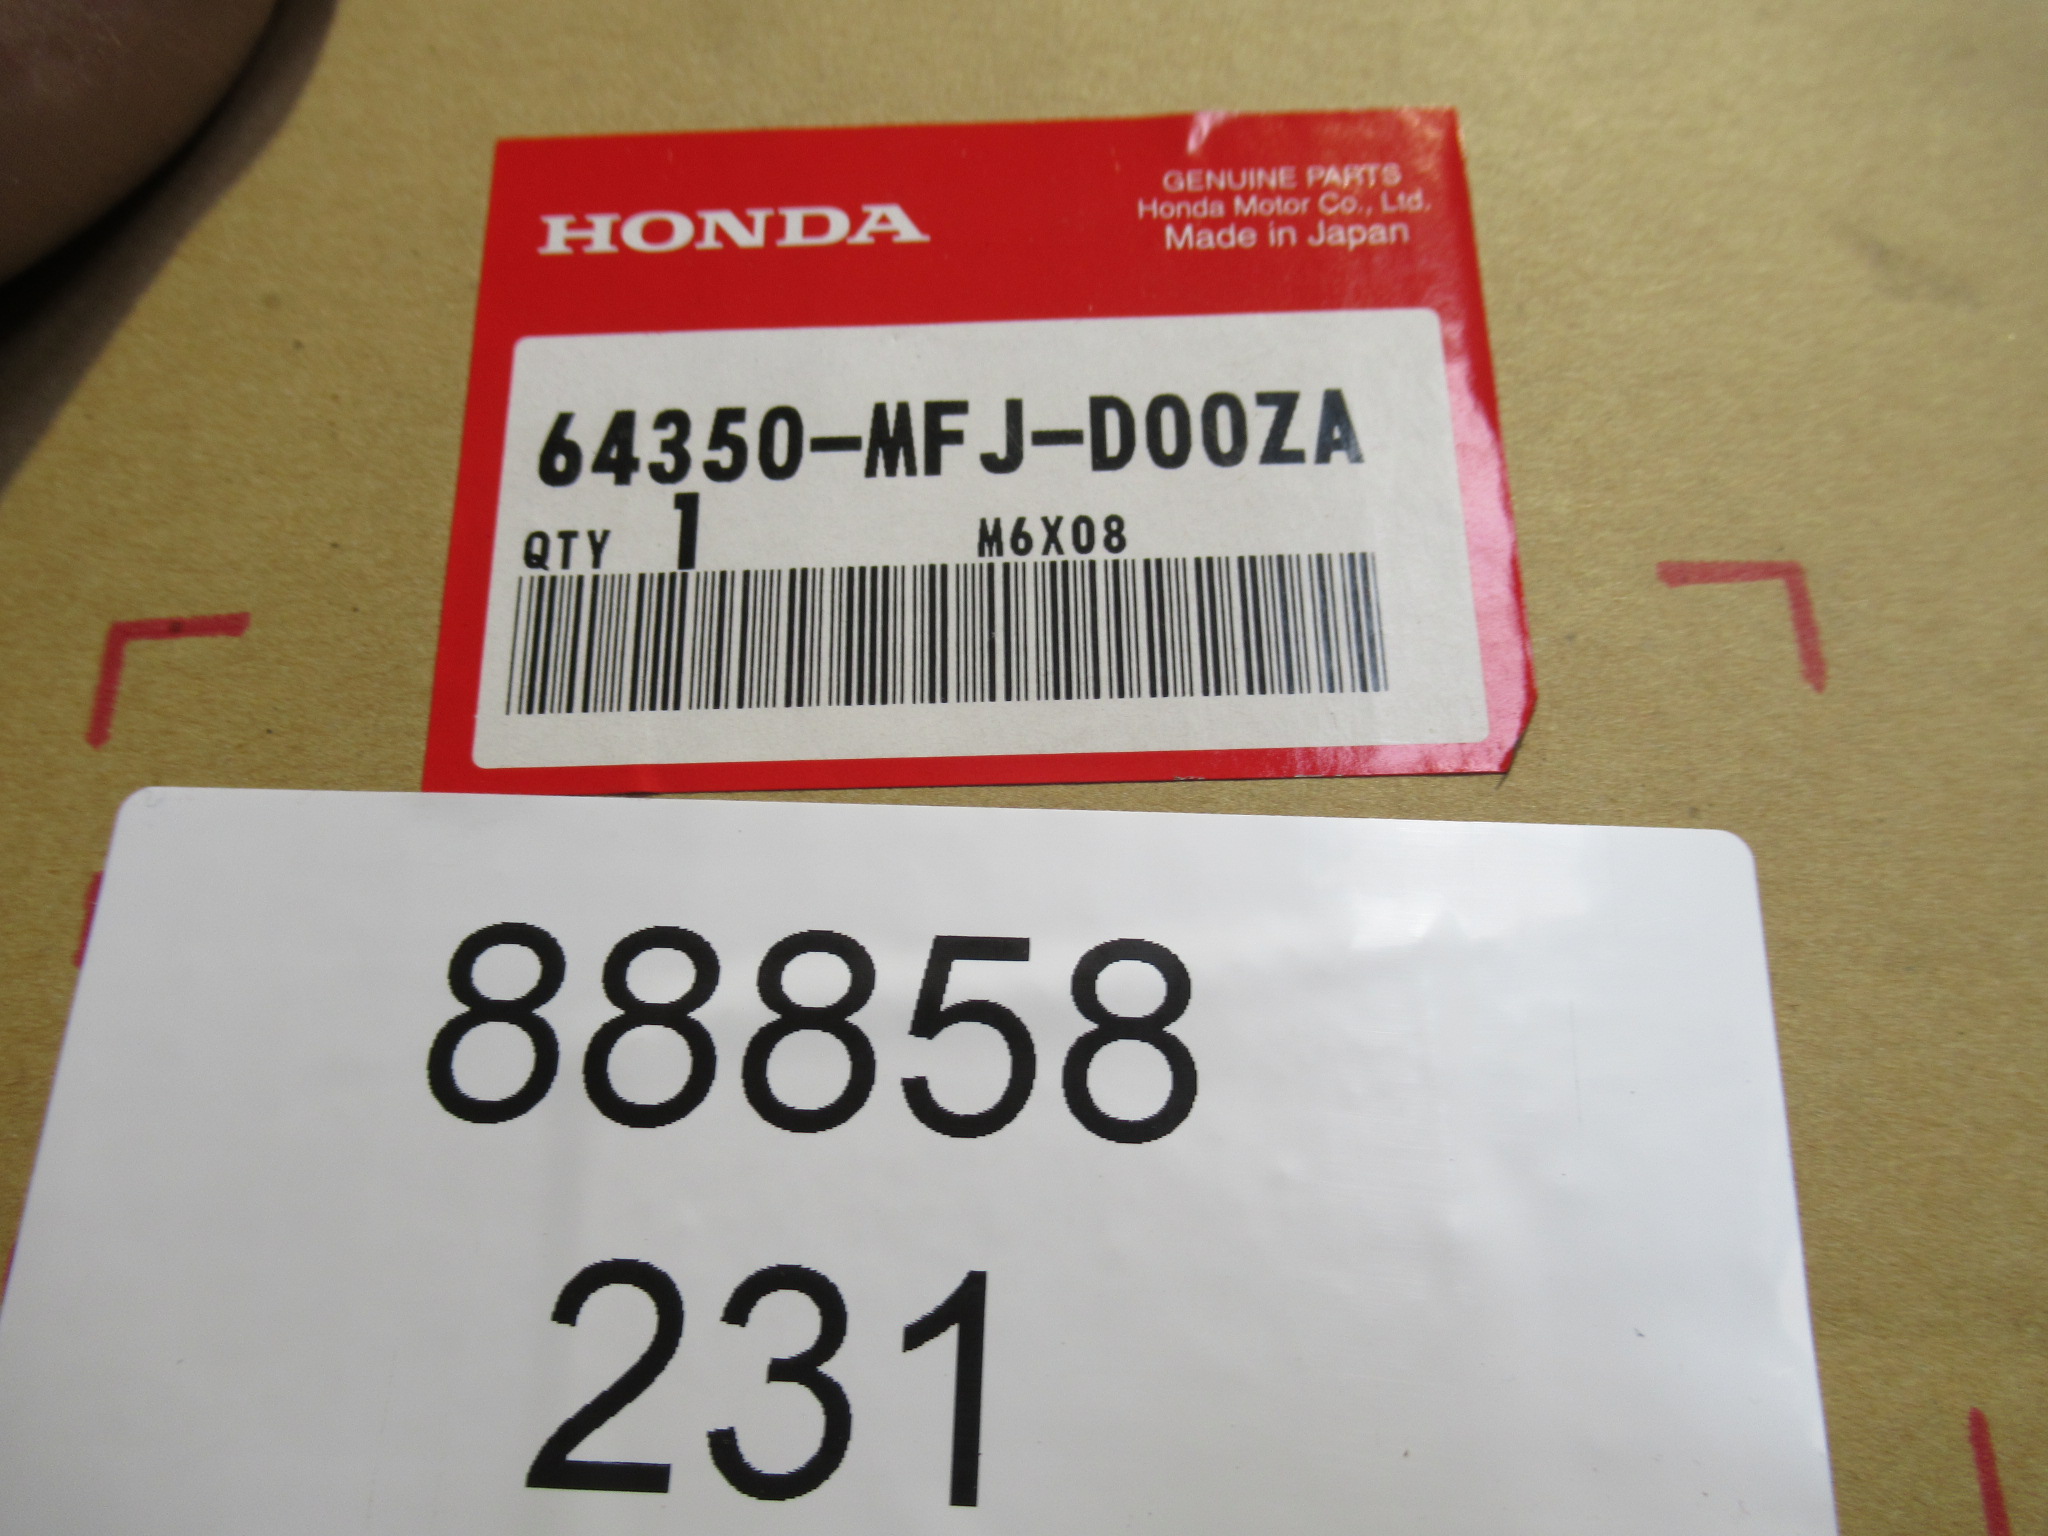 HONDA
GENUINE PARTS
Honda Motor Co., Ltd.
Made in Japan
64350-MFJ-D00ZA
QTY 1 M6X08
88858
231